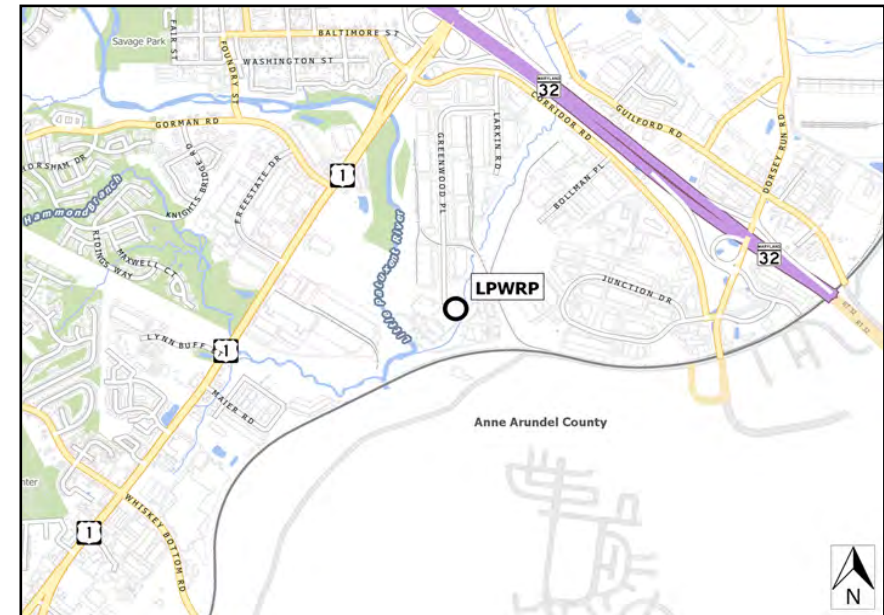 Savage Park
FAIR ST
BALTIMORE ST
WASHINGTON ST
FOUNDRY ST
MARYLAND
32
GUILFORD RD
CORRIDOR RD
LARKIN RD
GREENWOOD PL
DORSEY RUN RD
GORMAN RD
1
KNIGHTS BRIDGE RD
FREESTATE DR
BOLLMAN PL
Hammond Branch
RIDINGS WAY
MAXWELL CT
Little Patuxent River
MARYLAND
32
LPWRP
JUNCTION DR
LYNN BUFF CT
1
MAIER RD
Anne Arundel County
WHISKEY BOTTOM RD
1
N